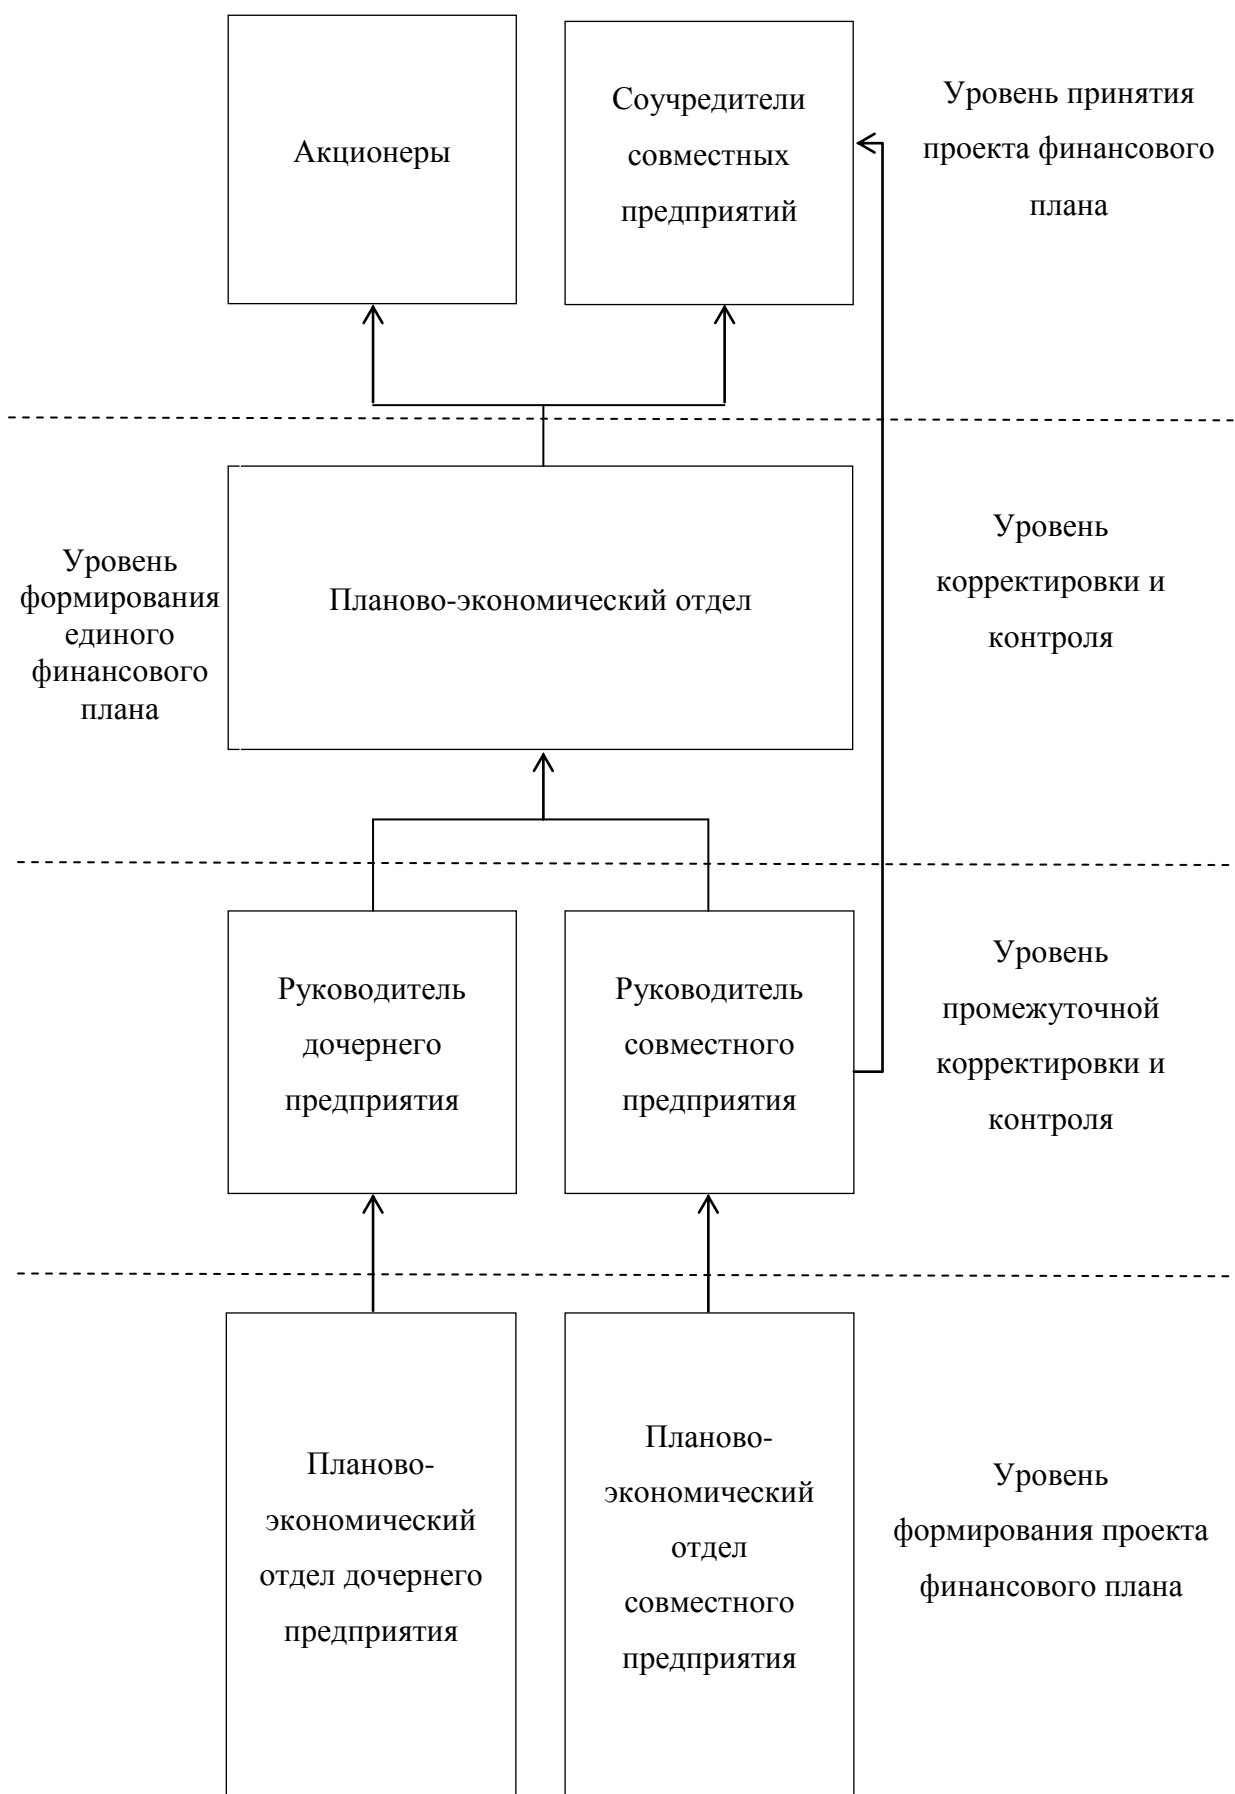 Акционеры
Соучредители
совместных
предприятий
Уровень принятия
проекта финансового
плана
Уровень
формирования
единого
финансового
плана
Планово-экономический отдел
Уровень
корректировки и
контроля
Руководитель
дочернего
предприятия
Руководитель
совместного
предприятия
Уровень
промежуточной
корректировки и
контроля
Планово-
экономический
отдел дочернего
предприятия
Планово-
экономический
отдел
совместного
предприятия
Уровень
формирования проекта
финансового плана